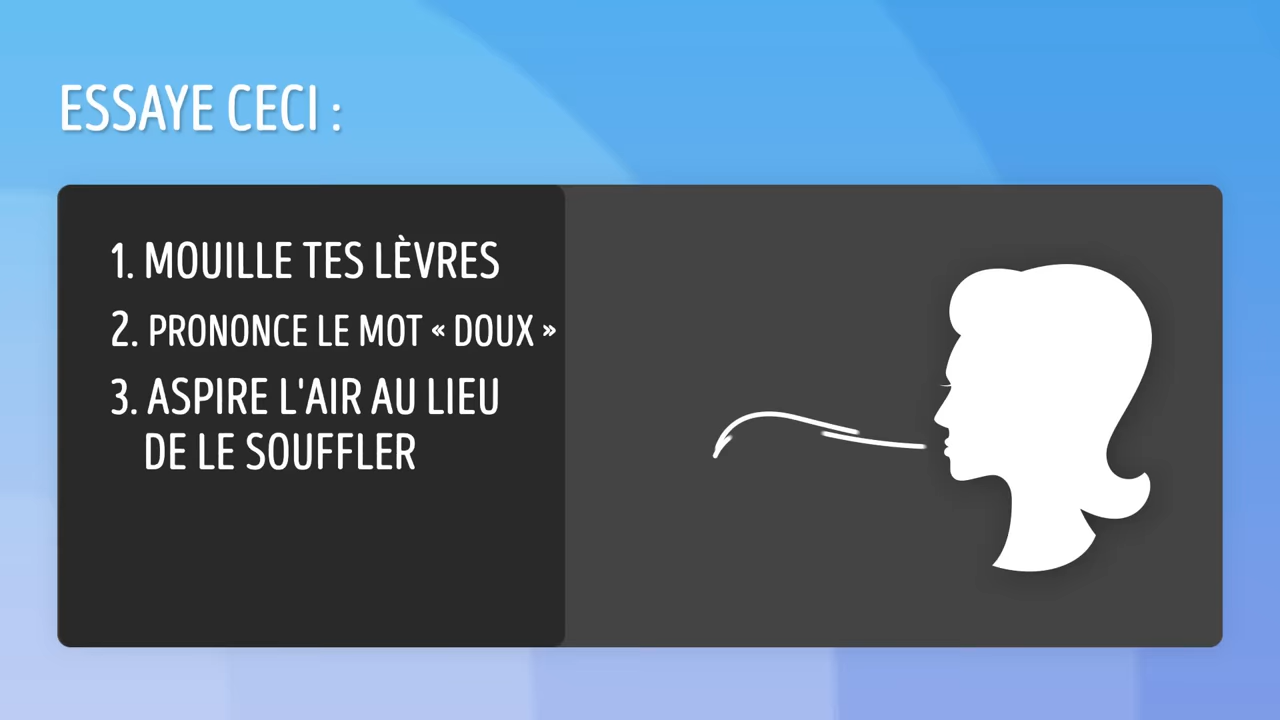 ESSAYE CECI :
1. MOUILLE TES LÈVRES
2. PRONONCE LE MOT « DOUX »
3. ASPIRE L'AIR AU LIEU
DE LE SOUFFLER